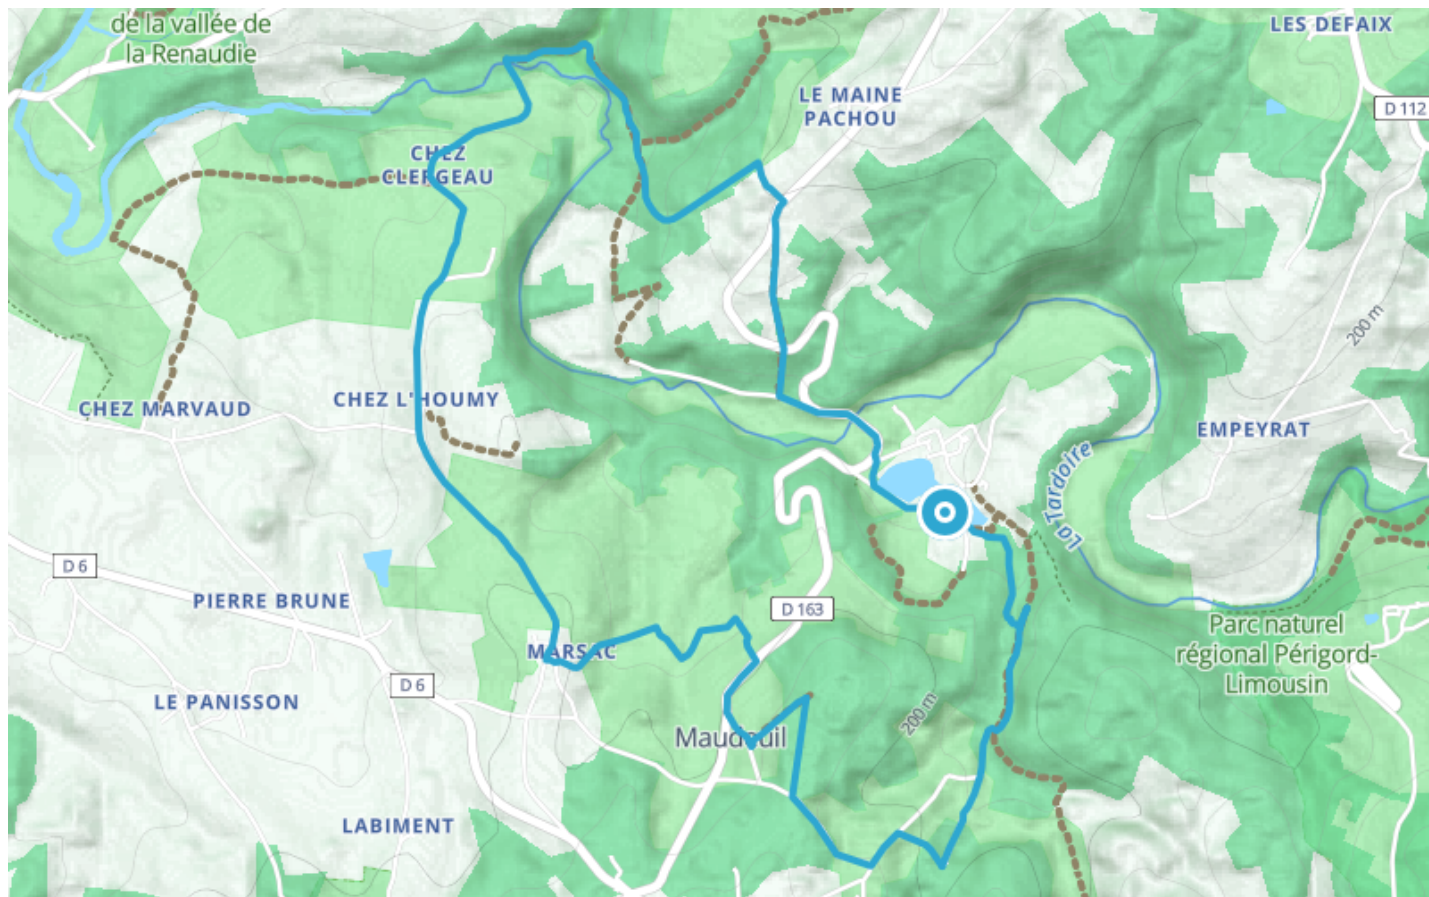 de la vallée de
la Renaudie
LES DEFAIX
LE MAINE
PACHOU
D 112
CHEZ
CLERGEAU
200 m
CHEZ MARVAUD
CHEZ L'HOUMY
EMPEYRAT
La Tardoire
D 6
PIERRE BRUNE
D 163
Parc naturel
régional Périgord-
Limousin
MARSAC
D 6
LE PANISSON
200 m
Maudeuil
LABIMENT